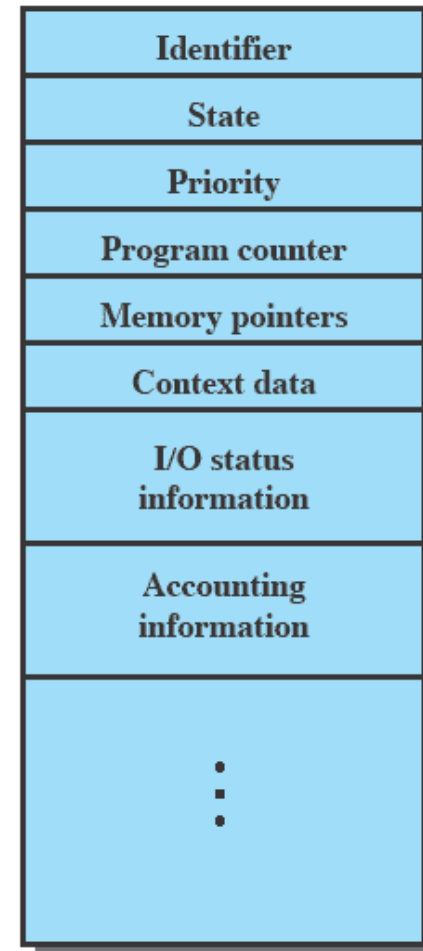 Identifier
State
Priority
Program counter
Memory pointers
Context data
I/O status
information
Accounting
information